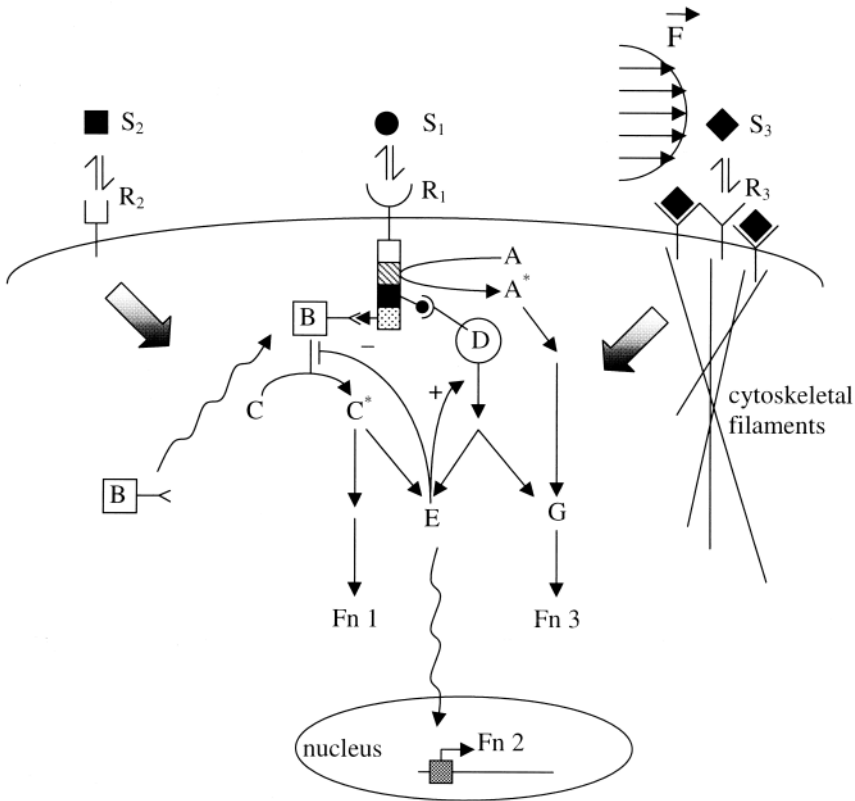 F
S2
S1
S3
R2
R1
R3
A
A*
B
D
−
+
C
C*
cytoskeletal
filaments
B
E
G
Fn 1
Fn 3
nucleus
Fn 2